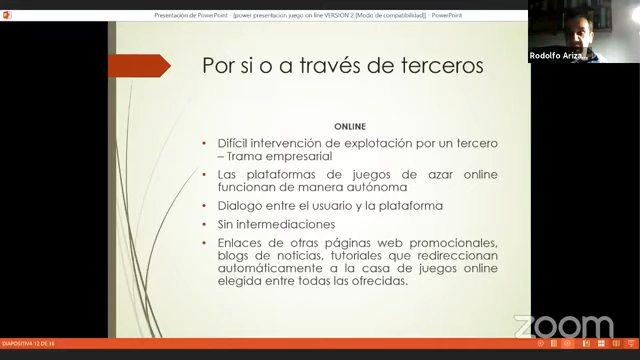 Presentación de PowerPoint - [power presentacion juego on line VERSION 2 [Modo de compatibilidad]] - PowerPoint
Rodolfo Ariza...
Por si o a través de terceros
ONLINE
• Difícil intervención de explotación por un tercero
– Trama empresarial
• Las plataformas de juegos de azar online
funcionan de manera autónoma
• Dialogo entre el usuario y la plataforma
• Sin intermediaciones
• Enlaces de otras páginas web promocionales,
blogs de noticias, tutoriales que redireccionan
automáticamente a la casa de juegos online
elegida entre todas las ofrecidas.
zoom
DIAPOSITIVA 12 DE 38